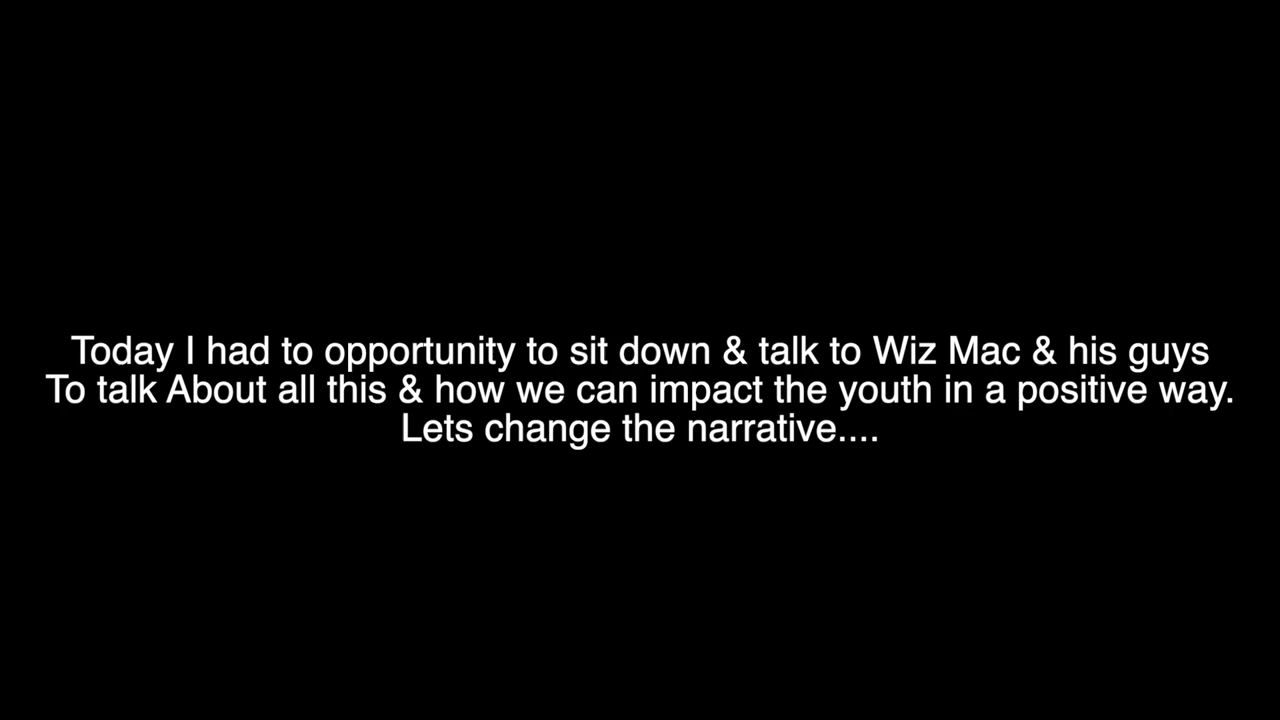 Today I had to opportunity to sit down & talk to Wiz Mac & his guys
To talk About all this & how we can impact the youth in a positive way.
Lets change the narrative....